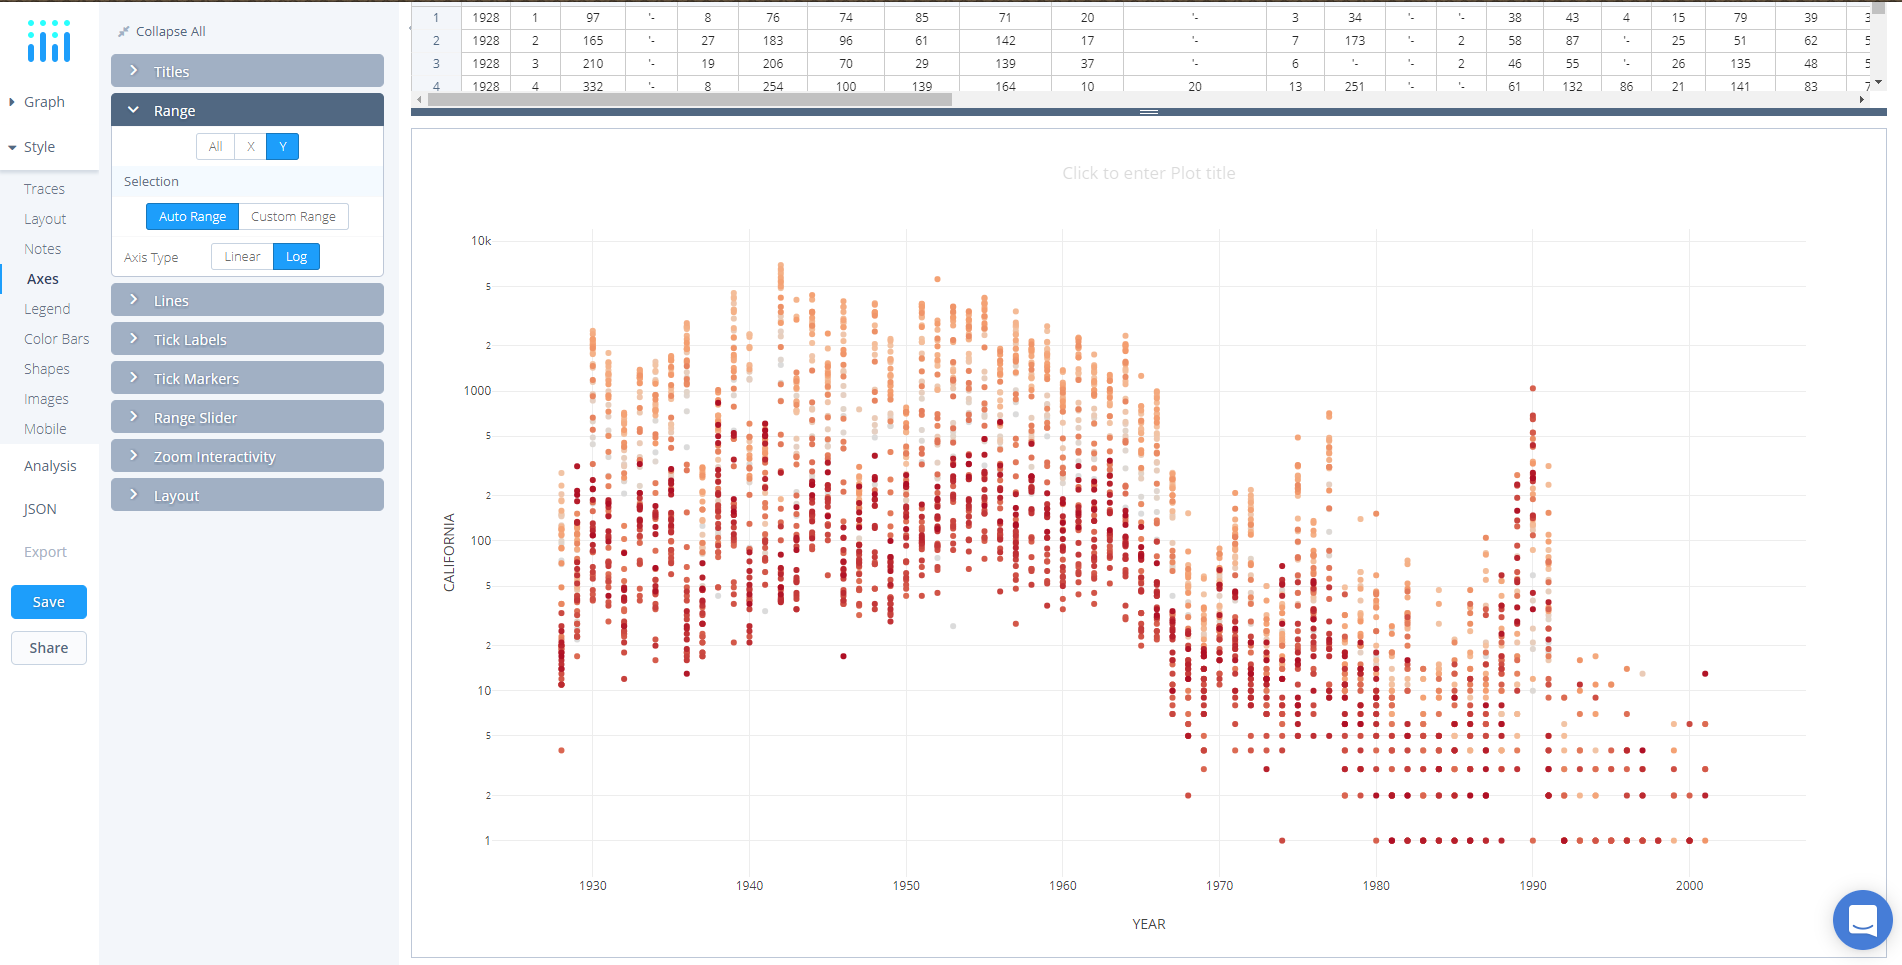 Collapse All
Graph
Style
Traces
Layout
Notes
Axes
Legend
Color Bars
Shapes
Images
Mobile
Analysis
JSON
Export
Save
Share
Titles
Range
All X Y
Selection
Auto Range Custom Range
Axis Type Linear Log
Lines
Tick Labels
Tick Markers
Range Slider
Zoom Interactivity
Layout
1 1928 1 97 '- 8 76 74 85 71 20 '- 3 34 '- '- 38 43 4 15 79 39 3
2 1928 2 165 '- 27 183 96 61 142 17 '- 7 173 '- 2 58 87 '- 25 51 62 5
3 1928 3 210 '- 19 206 70 29 139 37 '- 6 '- '- 2 46 55 '- 26 135 48 5
4 1928 4 332 '- 8 254 100 139 164 10 20 13 251 '- '- 61 132 86 21 141 83 7
Click to enter Plot title
10k
5
2
1000
5
2
100
5
2
10
5
2
1
CALIFORNIA
1930 1940 1950 1960 1970 1980 1990 2000
YEAR